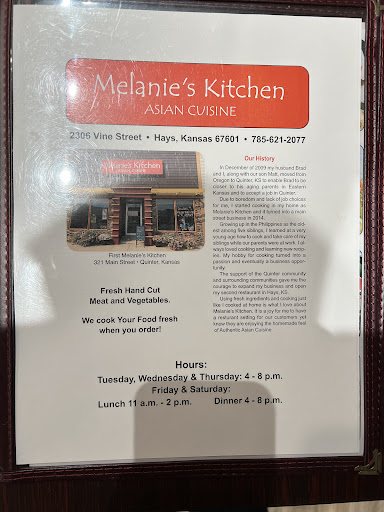 Melanie's Kitchen
ASIAN CUISINE
2306 Vine Street • Hays, Kansas 67601 • 785-621-2077
Melanie's Kitchen
First Melanie's Kitchen
321 Main Street • Quinter, Kansas
Fresh Hand Cut
Meat and Vegetables.
We cook Your Food fresh
when you order!
Our History
In December of 2009 my husband Brad
and I, along with our son Matt, moved from
Oregon to Quinter, KS to enable Brad to be
closer to his aging parents in Eastern
Kansas and to accept a job in Quinter.
Due to boredom and lack of job choices
for me, I started cooking in my home as
Melanie's Kitchen and it turned into a main
street business in 2014.
Growing up in the Philippines as the old-
est among five siblings, I learned at a very
young age how to cook and take care of my
siblings while our parents were at work. I al-
ways loved cooking and learning new recip-
es. My hobby for cooking turned into a
passion and eventually a business oppor-
tunity.
The support of the Quinter community
and surrounding communities gave me the
courage to expand my business and open
my second restaurant in Hays, KS.
Using fresh ingredients and cooking just
like I cooked at home is what I love about
Melanie's Kitchen. It is a joy for me to have
a restaurant setting for our customers yet
know they are enjoying the homemade feel
of Authentic Asian Cuisine.
Hours:
Tuesday, Wednesday & Thursday: 4 - 8 p.m.
Friday & Saturday:
Lunch 11 a.m. - 2 p.m. Dinner 4 - 8 p.m.